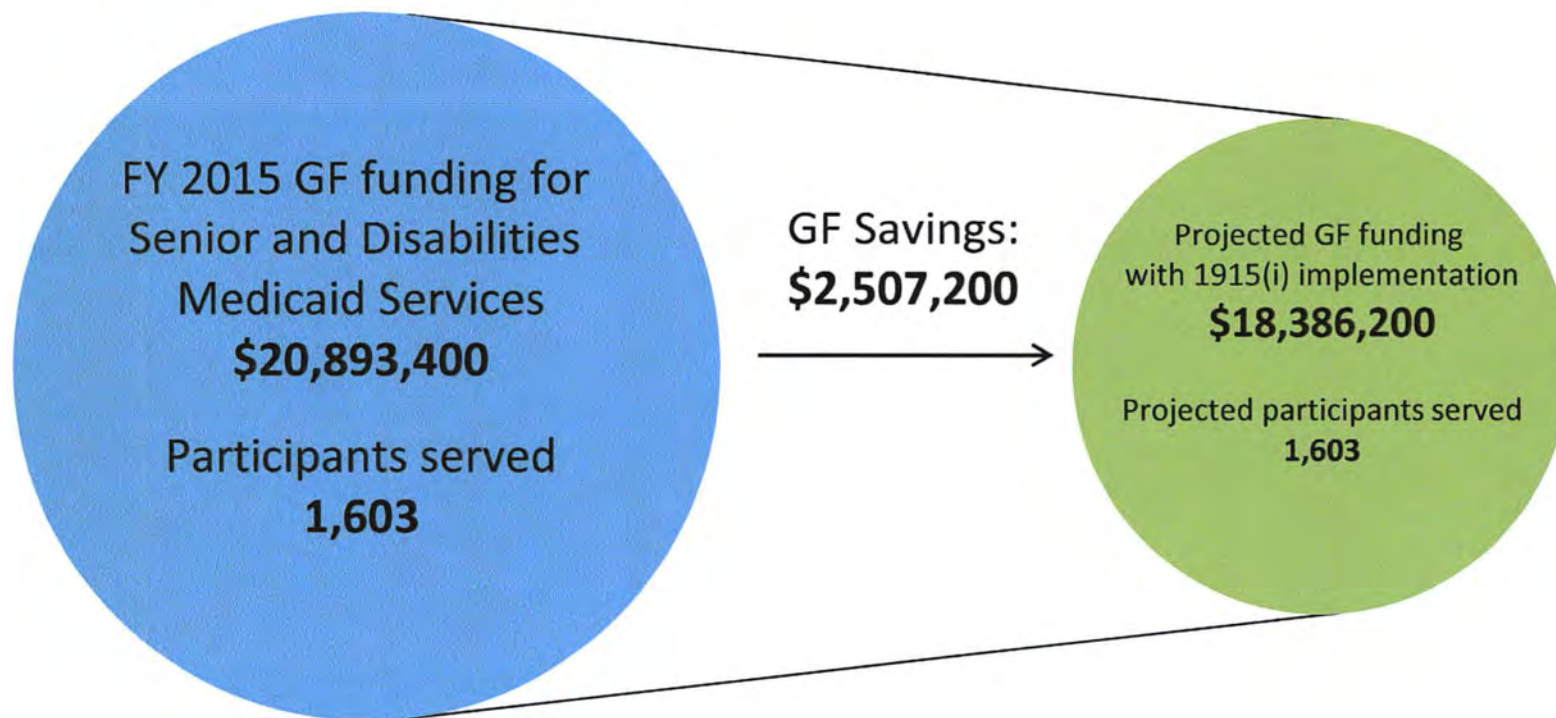 FY 2015 GF funding for
Senior and Disabilities
Medicaid Services
$20,893,400
Participants served
1,603
GF Savings:
$2,507,200
Projected GF funding
with 1915(i) implementation
$18,386,200
Projected participants served
1,603